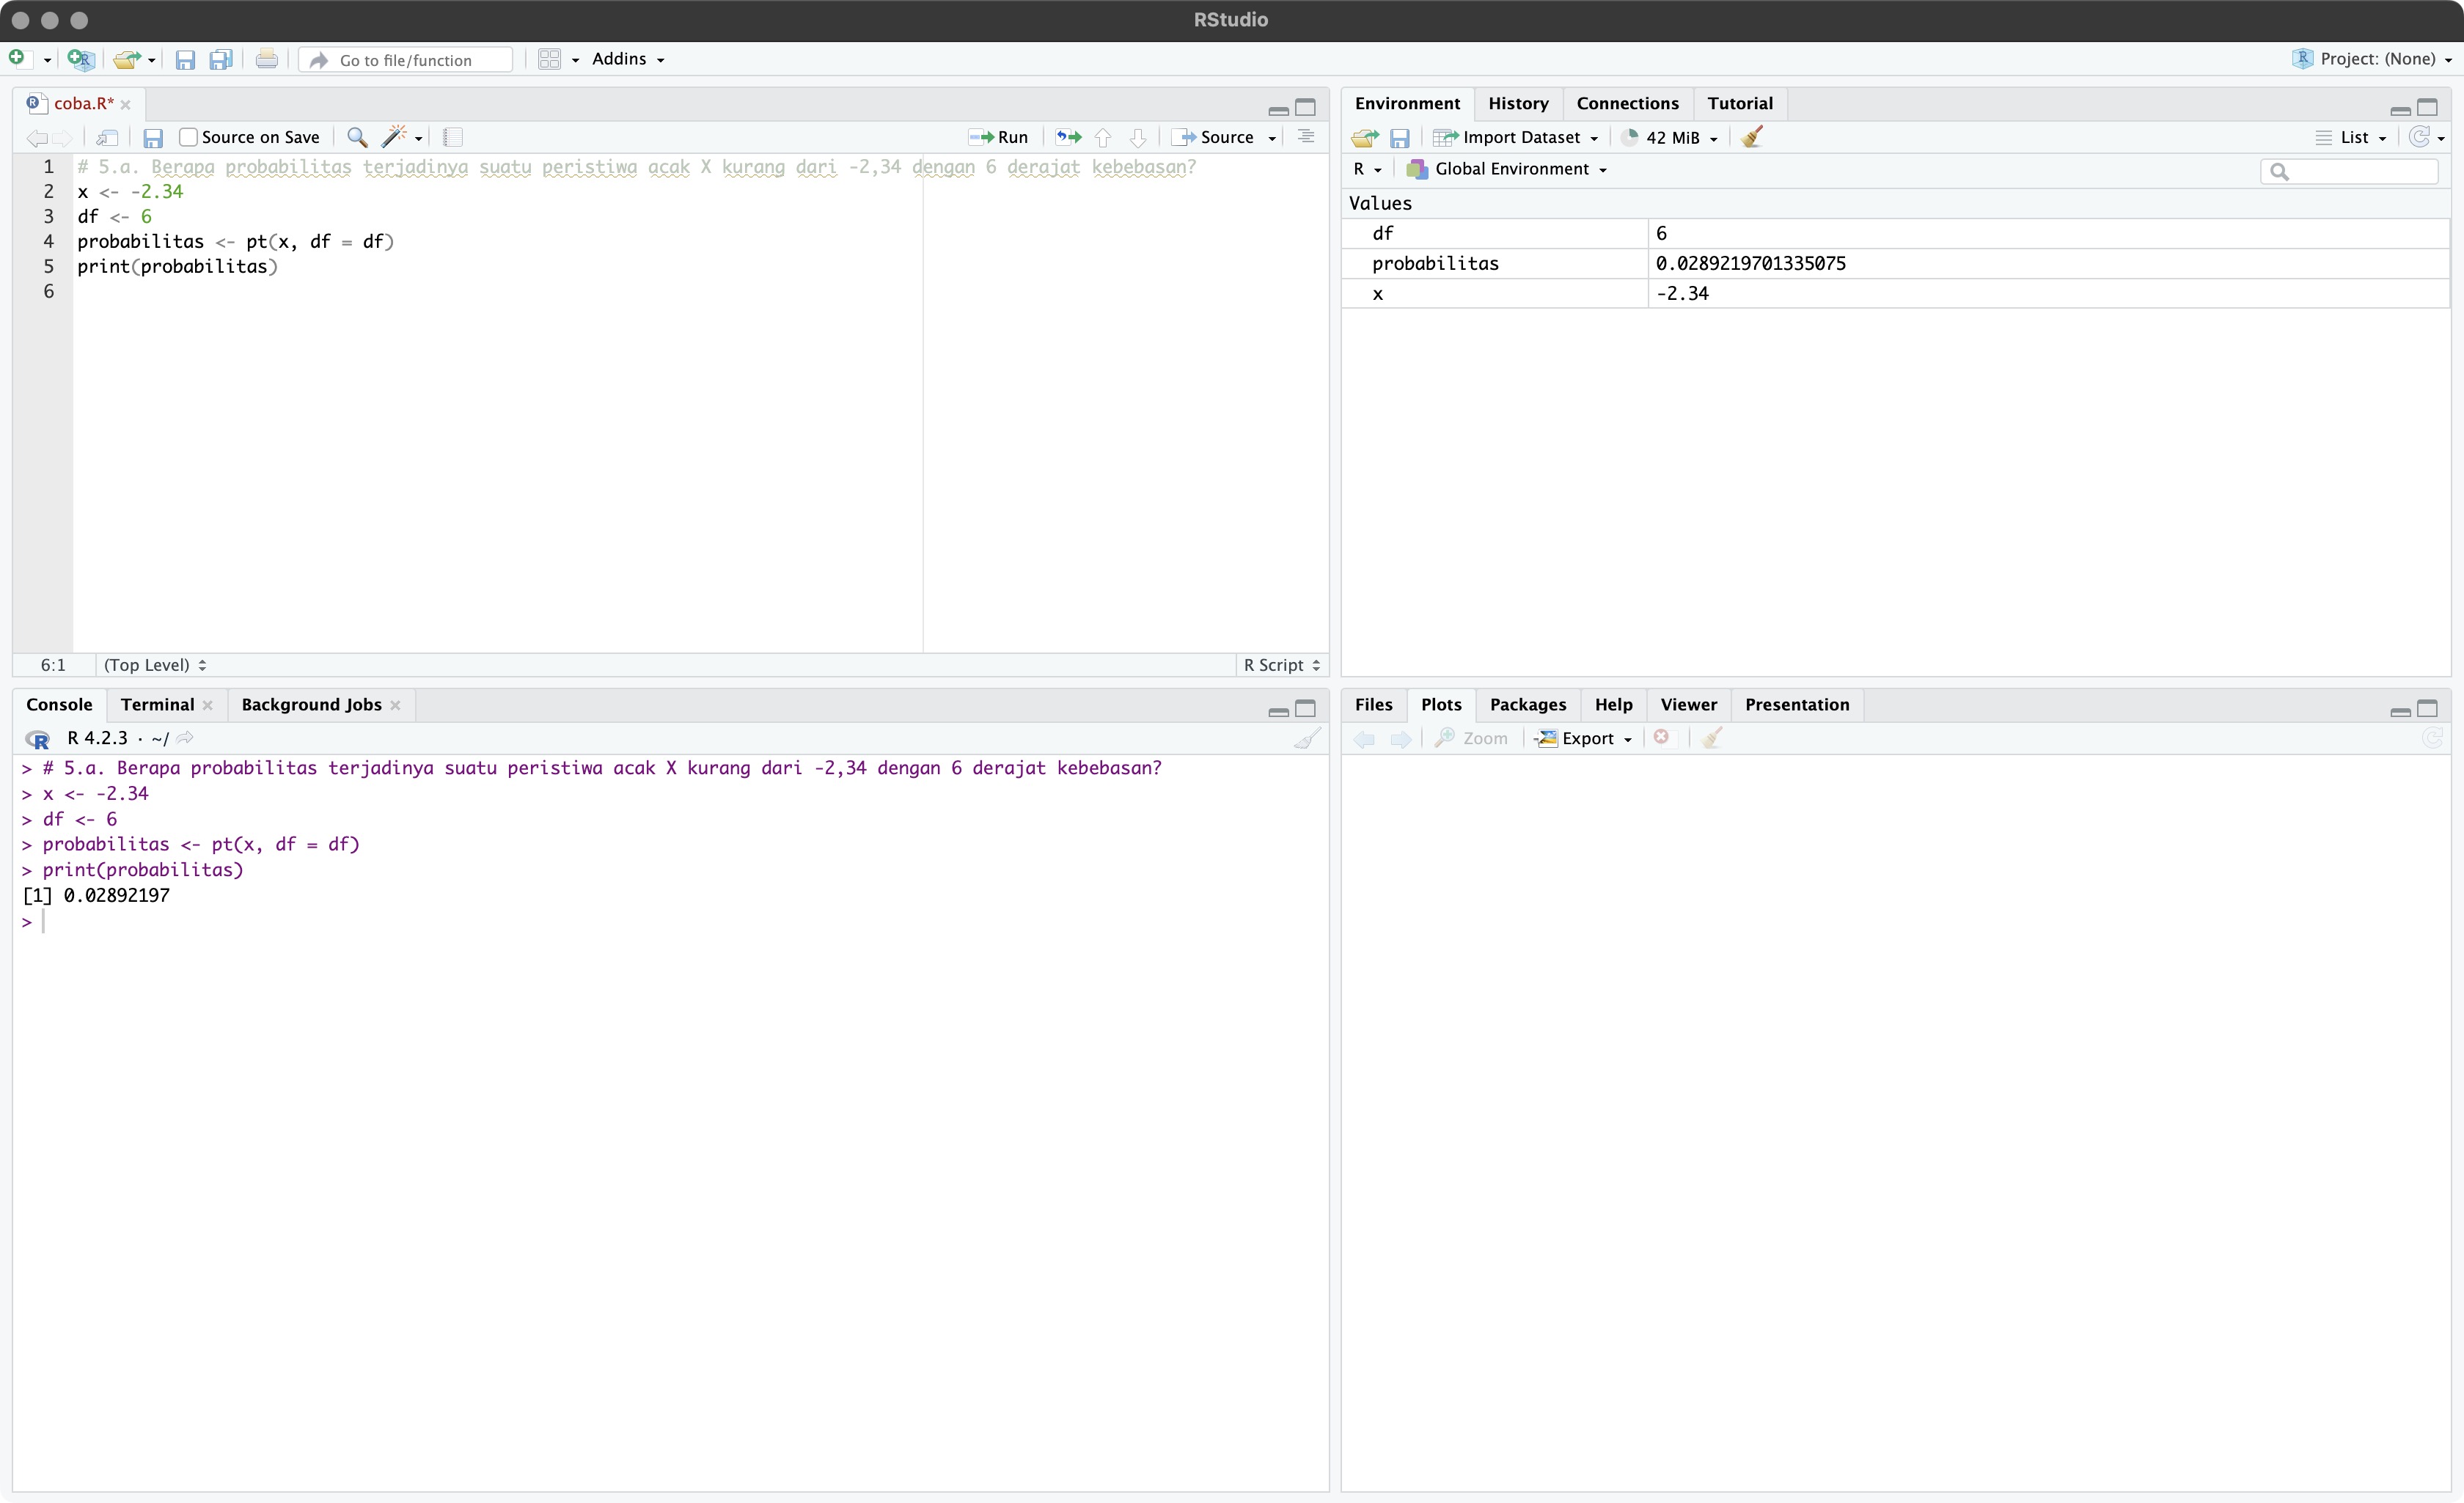 RStudio
Go to file/function
Addins
Project: (None)
coba.R*
Source on Save
Run
Source
1 # 5.a. Berapa probabilitas terjadinya suatu peristiwa acak X kurang dari -2,34 dengan 6 derajat kebebasan?
2 x <- -2.34
3 df <- 6
4 probabilitas <- pt(x, df = df)
5 print(probabilitas)
6
6:1 (Top Level) R Script
Environment History Connections Tutorial
Import Dataset 42 MiB List
R Global Environment
Values
df 6
probabilitas 0.0289219701335075
x -2.34
Console Terminal Background Jobs
R 4.2.3 · ~/
> # 5.a. Berapa probabilitas terjadinya suatu peristiwa acak X kurang dari -2,34 dengan 6 derajat kebebasan?
> x <- -2.34
> df <- 6
> probabilitas <- pt(x, df = df)
> print(probabilitas)
[1] 0.02892197
>
Files Plots Packages Help Viewer Presentation
Zoom Export